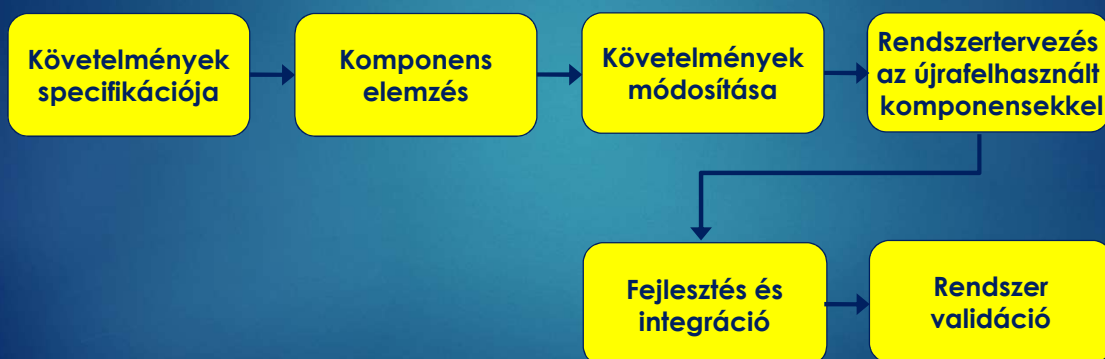 Követelmények
specifikációja
Komponens
elemzés
Követelmények
módosítása
Rendszertervezés
az újrafelhasznált
komponensekkel
Fejlesztés és
integráció
Rendszer
validáció